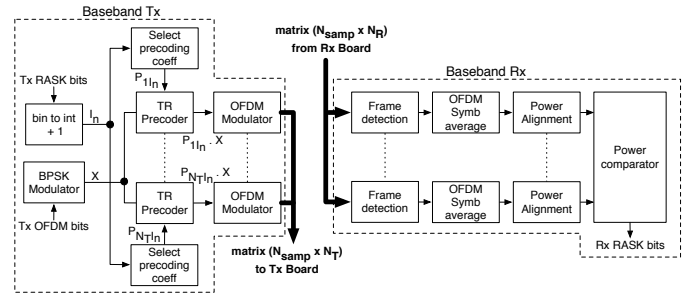 Baseband Tx
Select
precoding
coeff
Tx RASK bits
P1In
bin to int
+ 1
In
TR
Precoder
OFDM
Modulator
P1In . X
BPSK
Modulator
X
PNTIn . X
TR
Precoder
OFDM
Modulator
Tx OFDM bits
PNTIn
Select
precoding
coeff
matrix (Nsamp x NT)
to Tx Board
matrix (Nsamp x NR)
from Rx Board
Baseband Rx
Frame
detection
OFDM
Symb
average
Power
Alignment
Power
comparator
Frame
detection
OFDM
Symb
average
Power
Alignment
Rx RASK bits